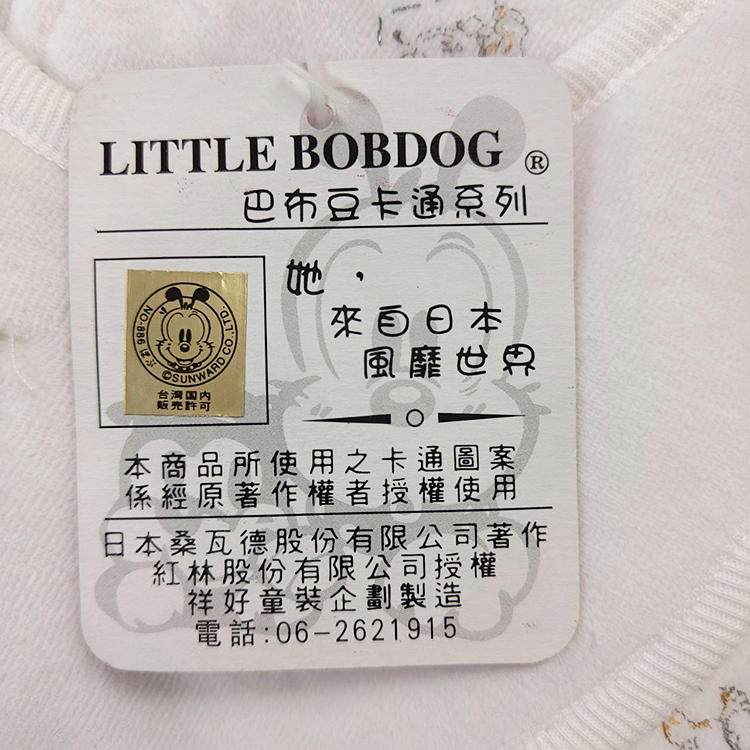 LITTLE BOBDOG ®
巴布豆卡通系列
她，
來自日本
風靡世界
NO-886 ばぶ ©SUNWARD CO.,LTD.
台灣国内
販売許可
本商品所使用之卡通圖案
係經原著作權者授權使用
日本桑瓦德股份有限公司著作
紅林股份有限公司授權
祥好童裝企劃製造
電話:06-2621915